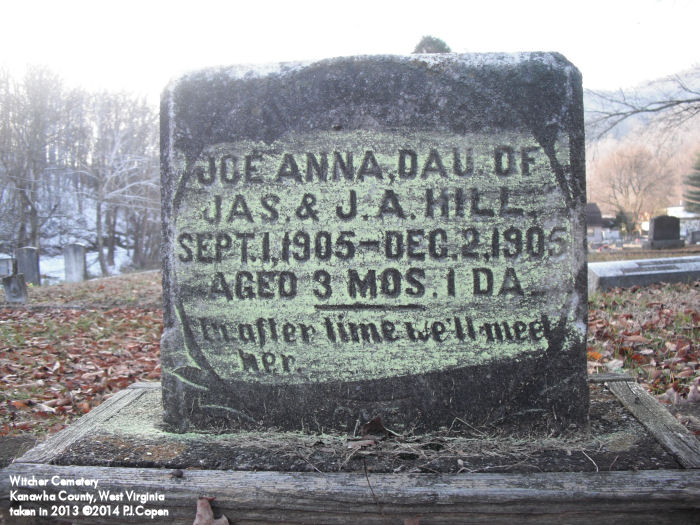 JOE ANNA, DAU. OF
JAS. & J. A. HILL,
SEPT. 1, 1905 — DEC. 2, 1905
AGED 3 MOS. 1 DA.
In after time we'll meet
her.
Witcher Cemetery
Kanawha County, West Virginia
taken in 2013 ©2014 P.J.Copen